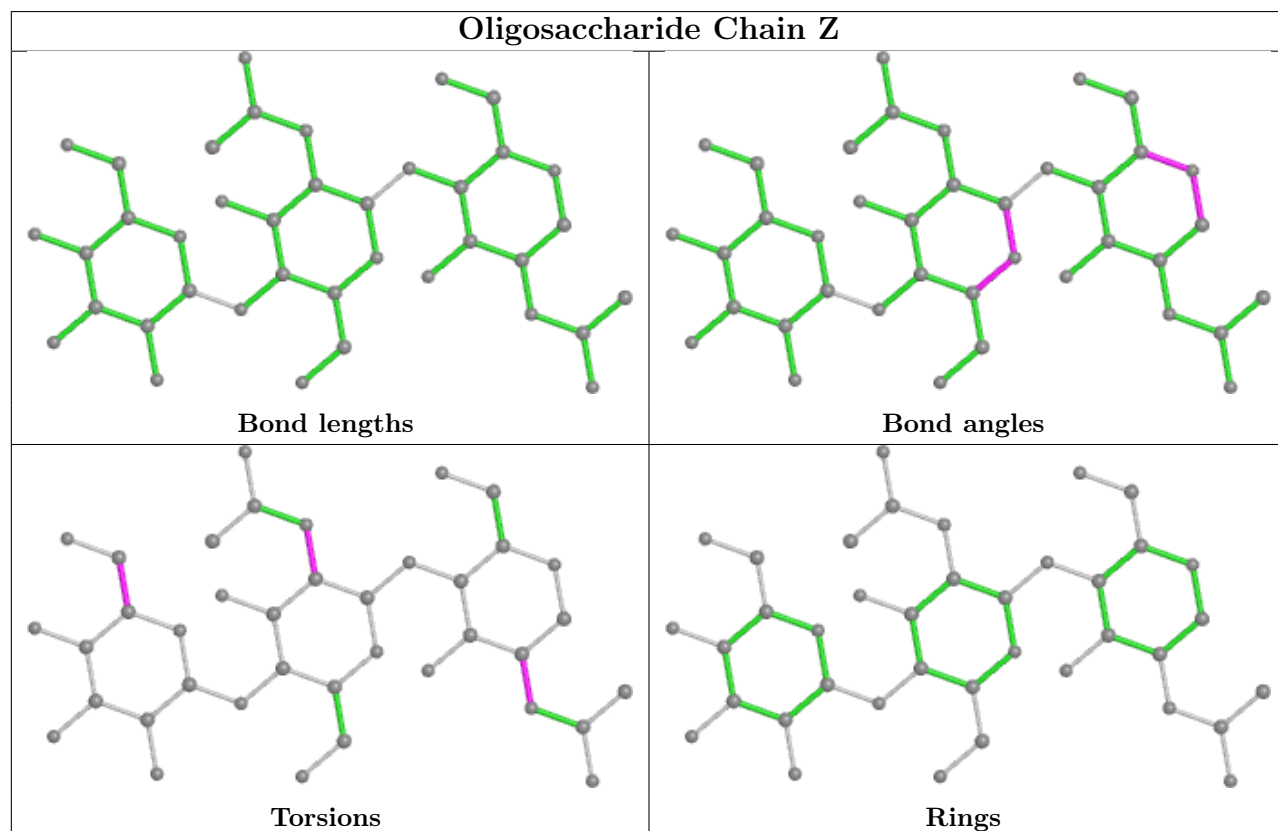 Oligosaccharide Chain Z
Bond lengths
Bond angles
Torsions
Rings